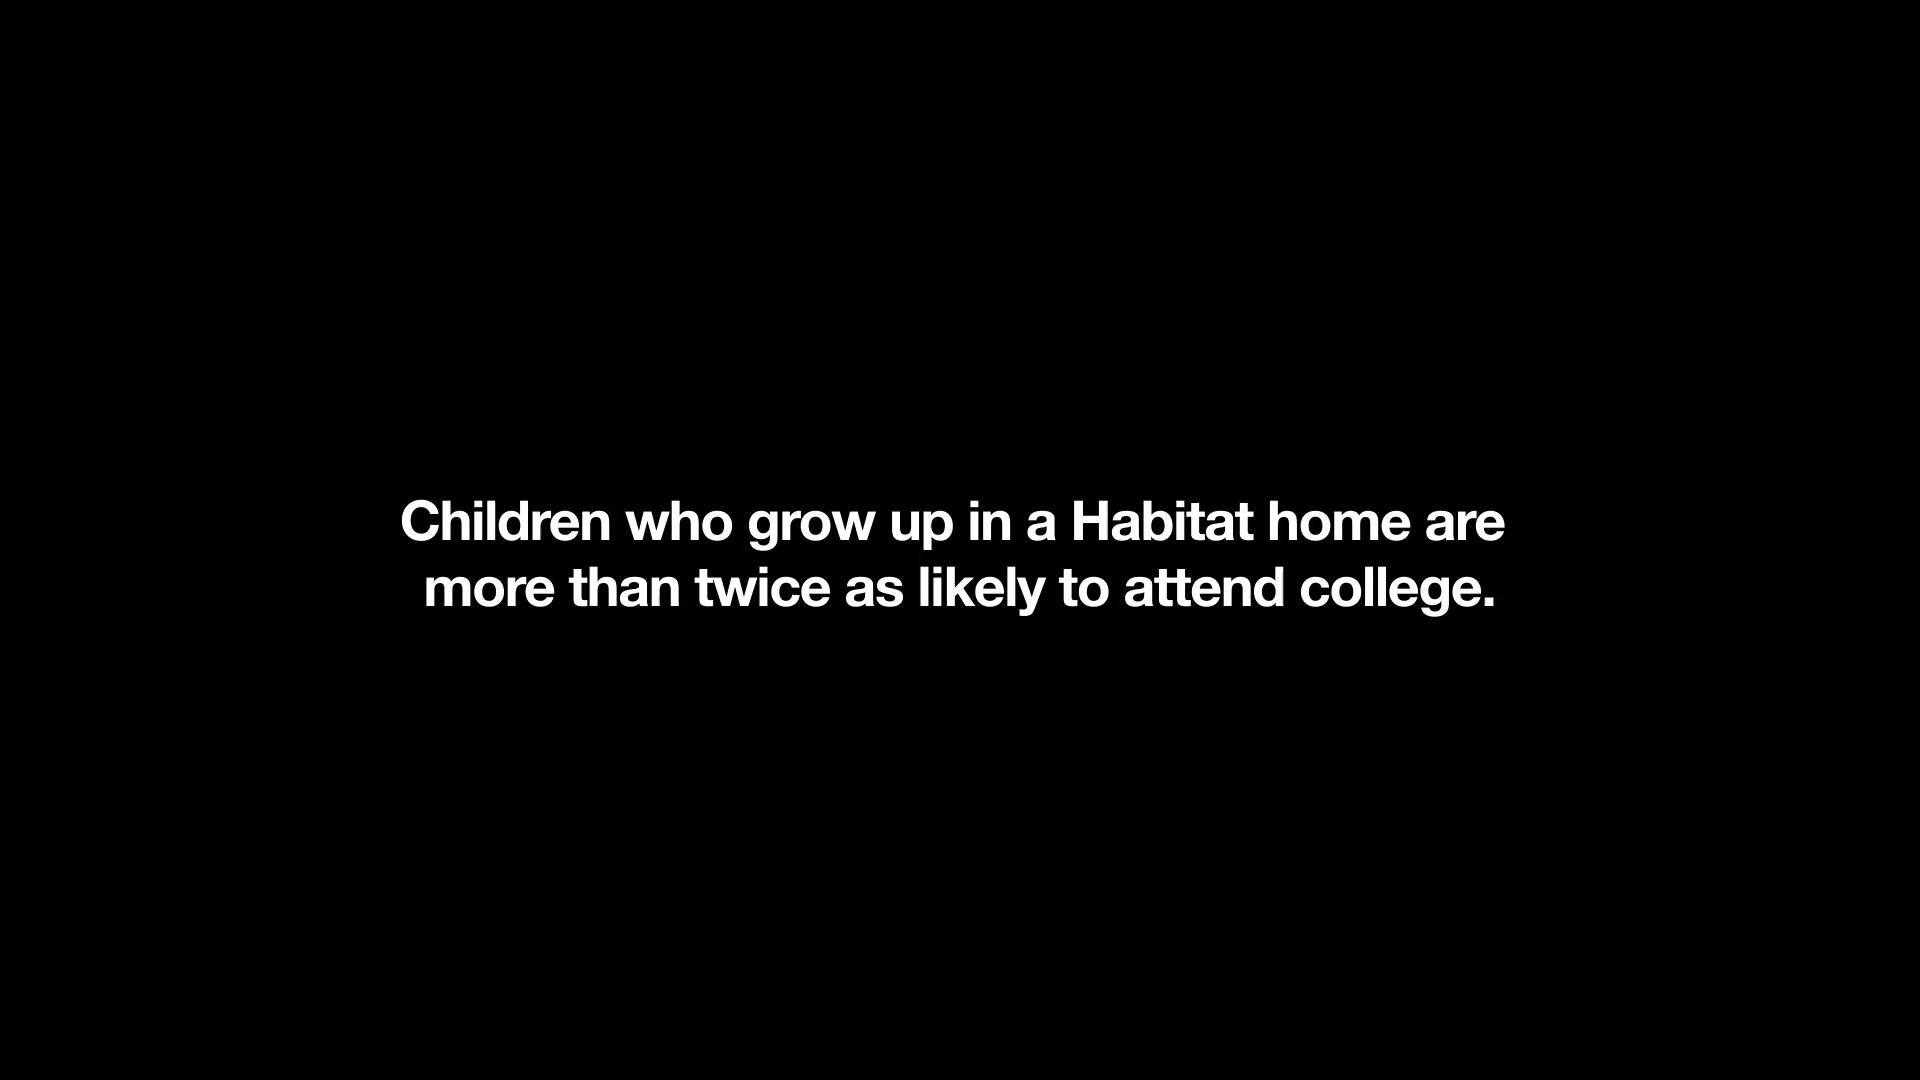 Children who grow up in a Habitat home are
more than twice as likely to attend college.